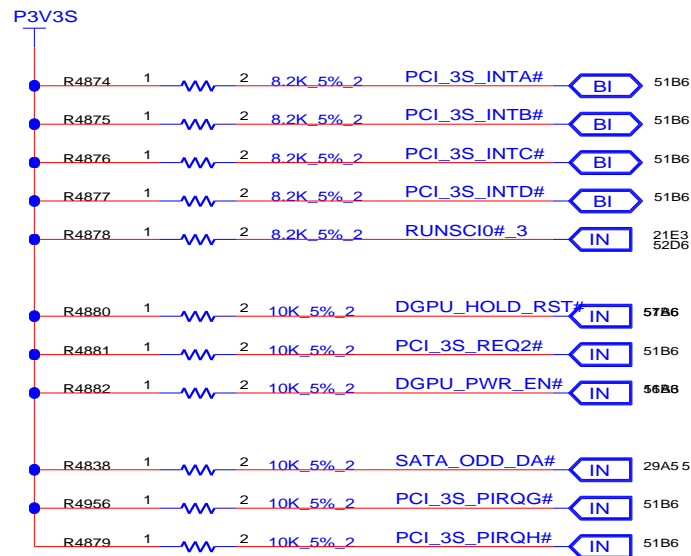 P3V3S
R4874 1 2 8.2K_5%_2 PCI_3S_INTA# BI 51B6
R4875 1 2 8.2K_5%_2 PCI_3S_INTB# BI 51B6
R4876 1 2 8.2K_5%_2 PCI_3S_INTC# BI 51B6
R4877 1 2 8.2K_5%_2 PCI_3S_INTD# BI 51B6
R4878 1 2 8.2K_5%_2 RUNSCI0#_3 IN 21E3
52D6
R4880 1 2 10K_5%_2 DGPU_HOLD_RST# IN
R4881 1 2 10K_5%_2 PCI_3S_REQ2# IN 51B6
R4882 1 2 10K_5%_2 DGPU_PWR_EN# IN
R4838 1 2 10K_5%_2 SATA_ODD_DA# IN
R4956 1 2 10K_5%_2 PCI_3S_PIRQG# IN 51B6
R4879 1 2 10K_5%_2 PCI_3S_PIRQH# IN 51B6